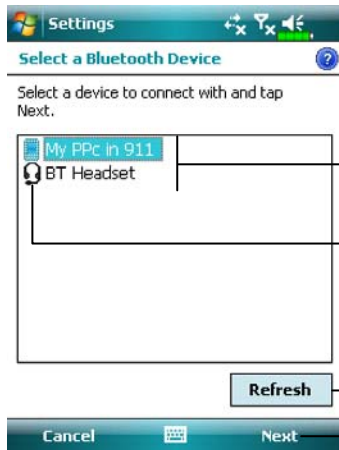 Settings
Select a Bluetooth Device
?
Select a device to connect with and tap
Next.
My PPc in 911
BT Headset
Refresh
Cancel
Next